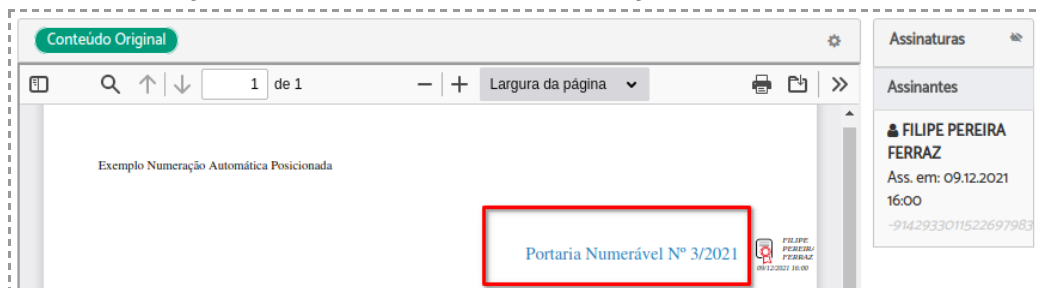 Conteúdo Original
1 de 1
Largura da página
Exemplo Numeração Automática Posicionada
Portaria Numerável Nº 3/2021
FILIPE
PEREIRA
FERRAZ
09/12/2021 16:00
Assinaturas
Assinantes
FILIPE PEREIRA
FERRAZ
Ass. em: 09.12.2021
16:00
-9142933011522697983